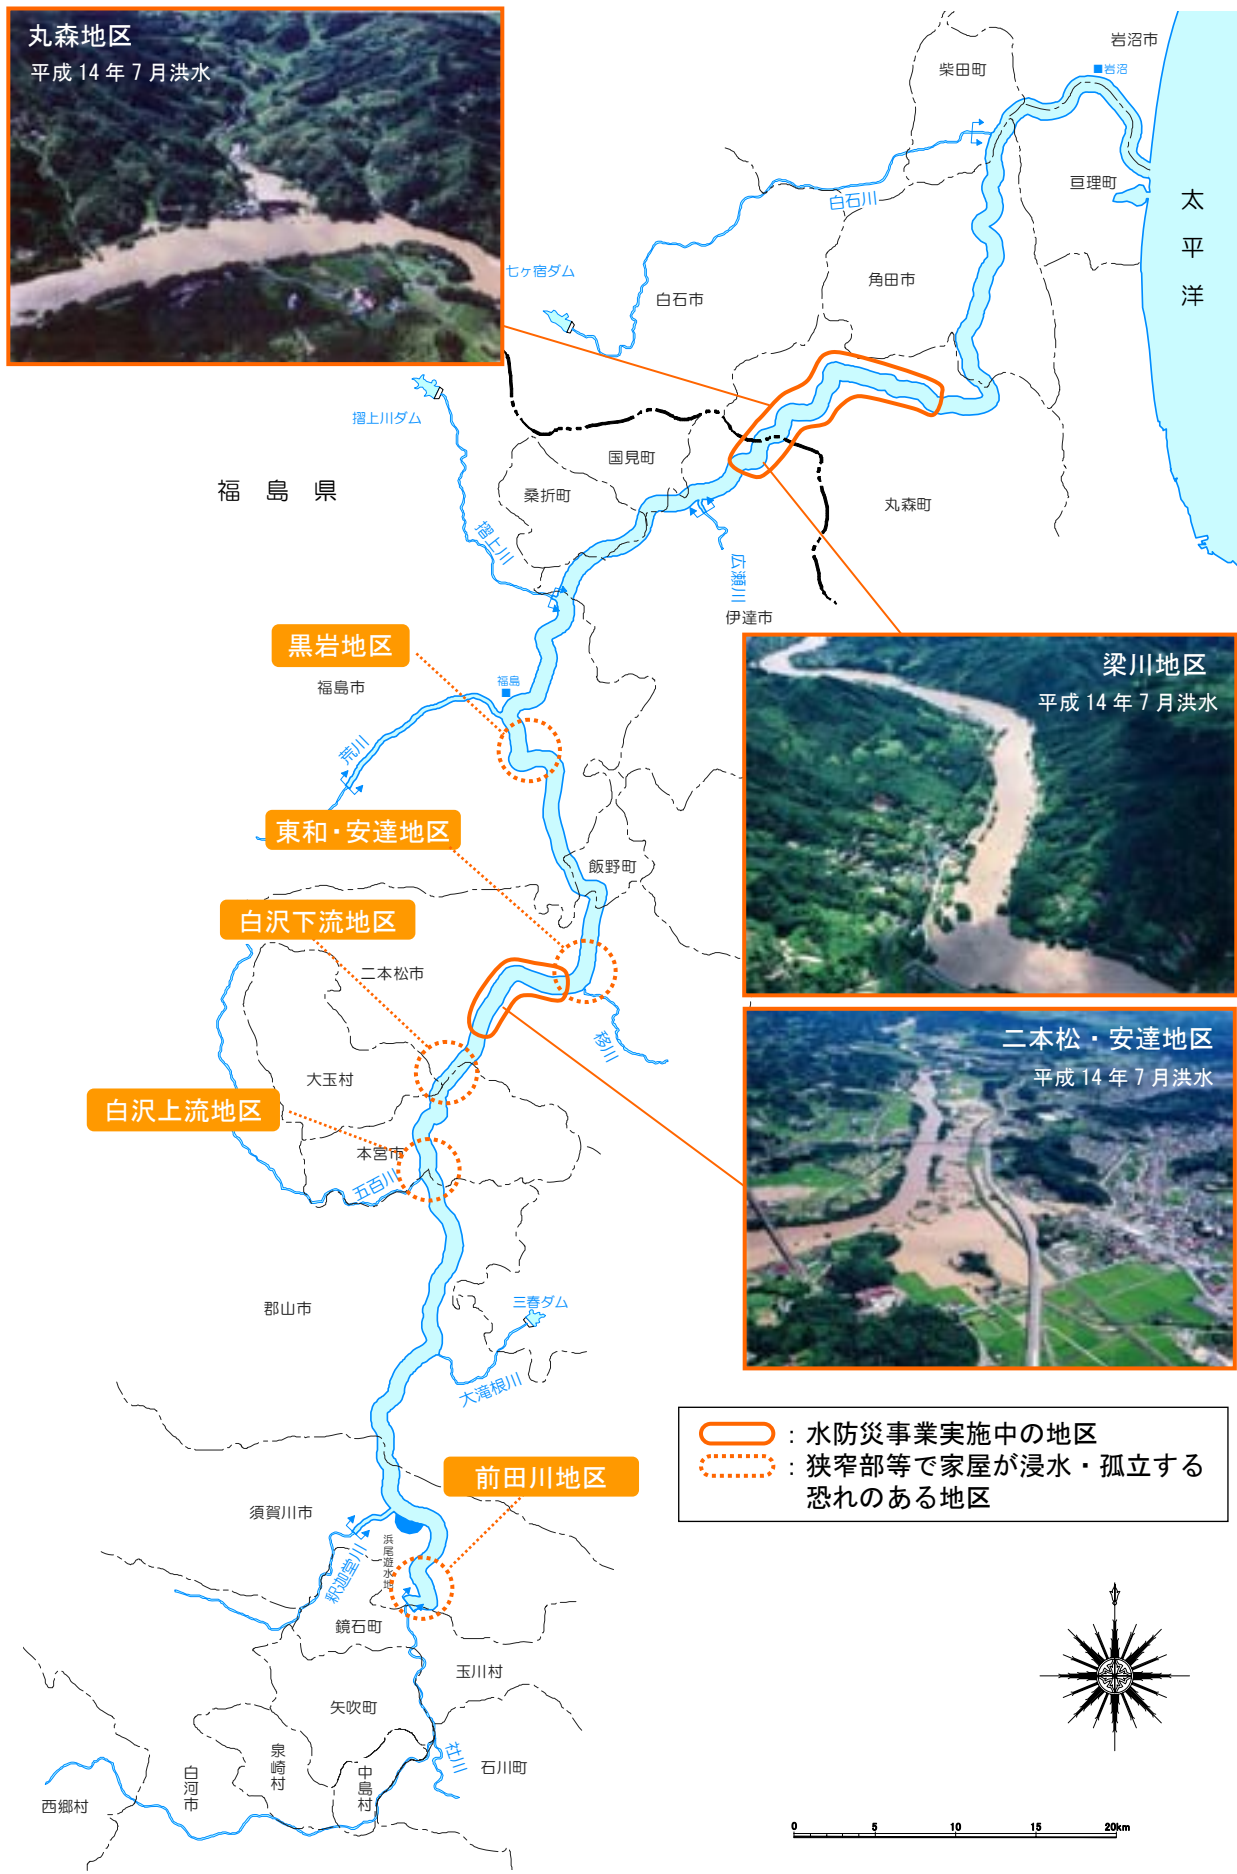 丸森地区
平成14年7月洪水
岩沼市
岩沼
柴田町
亘理町
太平洋
白石川
角田市
七ヶ宿ダム
白石市
摺上川ダム
国見町
桑折町
福島県
丸森町
摺上川
広瀬川
伊達市
黒岩地区
福島市
福島
梁川地区
平成14年7月洪水
荒川
東和・安達地区
飯野町
白沢下流地区
二本松市
移川
二本松・安達地区
平成14年7月洪水
大玉村
白沢上流地区
本宮市
五百川
郡山市
三春ダム
大滝根川
：水防災事業実施中の地区
：狭窄部等で家屋が浸水・孤立する
恐れのある地区
前田川地区
須賀川市
浜尾遊水地
釈迦堂川
鏡石町
玉川村
矢吹町
社川
石川町
泉崎村
中島村
白河市
西郷村
0 5 10 15 20km